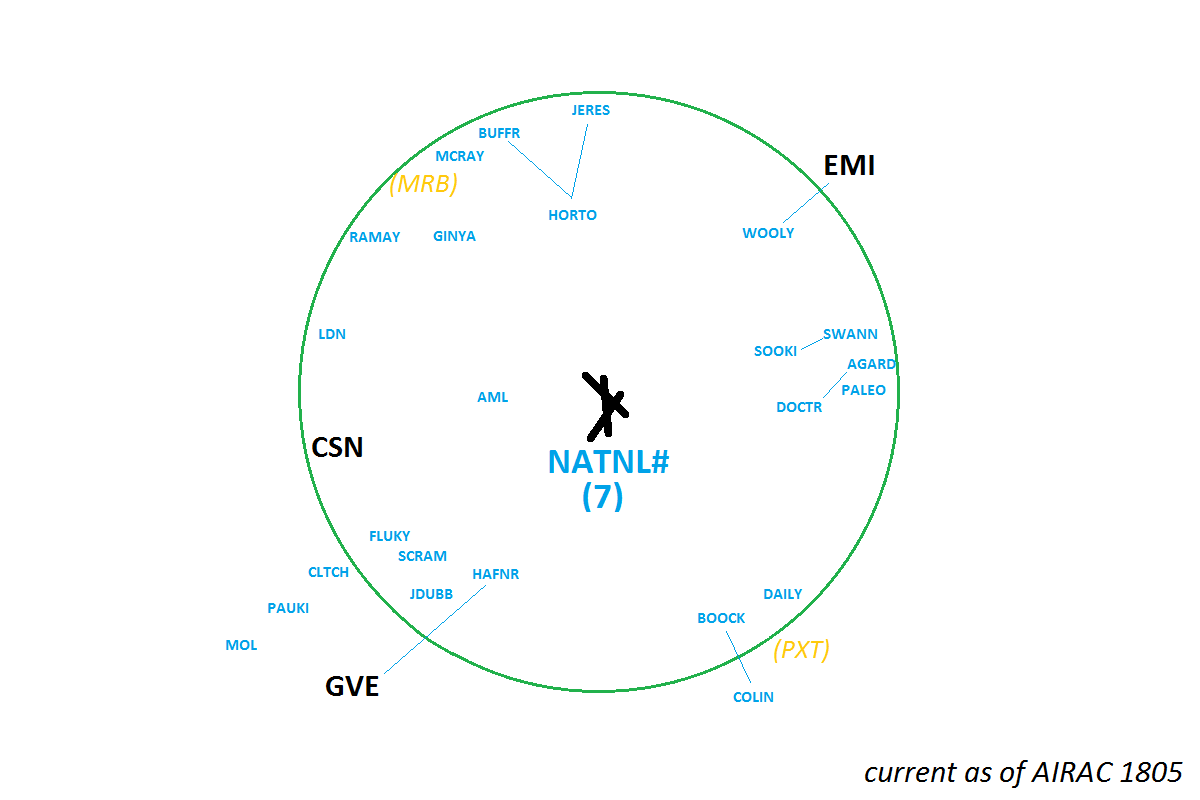 JERES
BUFFR
MCRAY
EMI
(MRB)
HORTO
WOOLY
RAMAY
GINYA
LDN
SWANN
SOOKI
AGARD
PALEO
AML
DOCTR
CSN
NATNL#
(7)
FLUKY
SCRAM
CLTCH
HAFNR
JDUBB
DAILY
PAUKI
BOOCK
MOL
(PXT)
GVE
COLIN
current as of AIRAC 1805